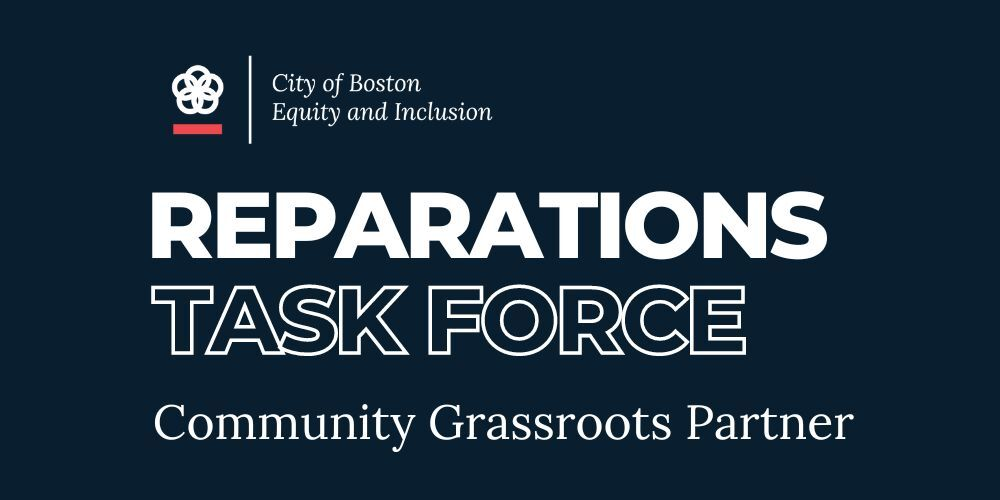 City of Boston
Equity and Inclusion
REPARATIONS
TASK FORCE
Community Grassroots Partner